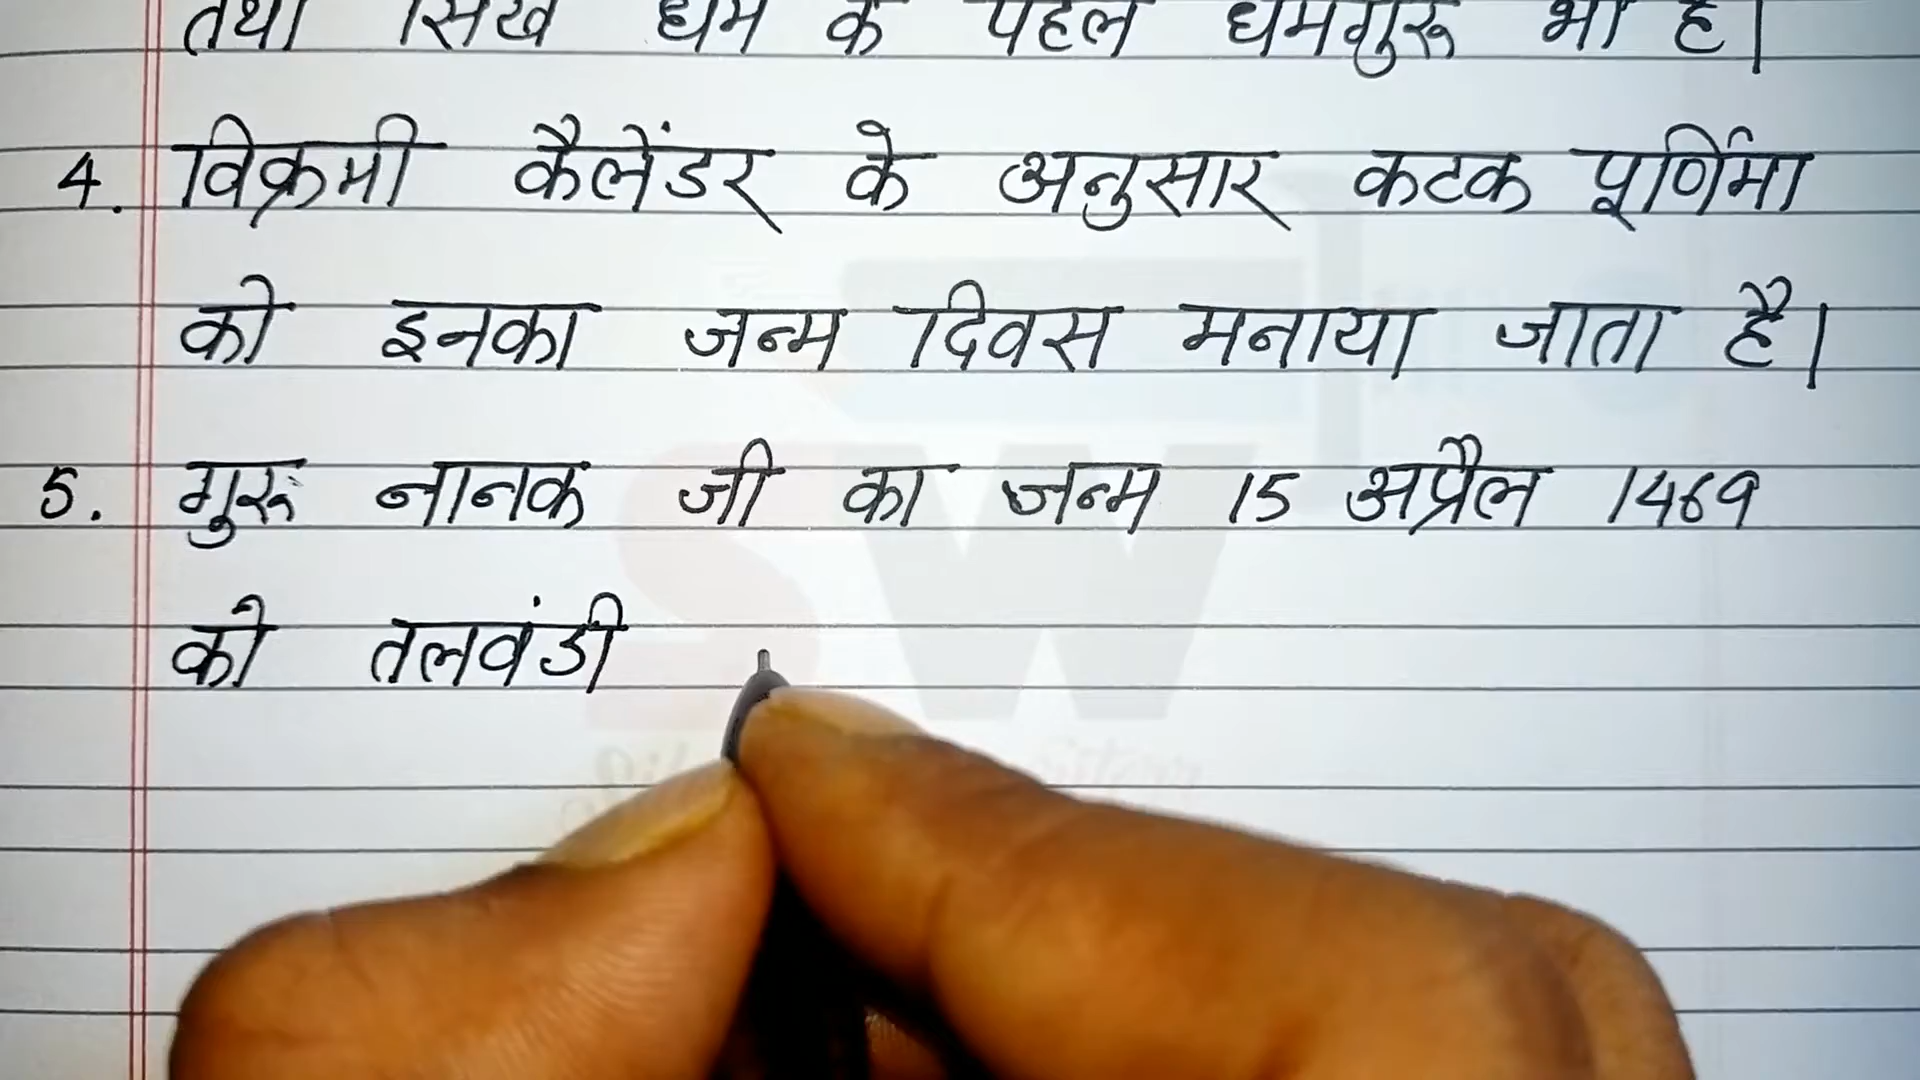 तथा सिख धर्म के पहले धर्मगुरू भी है।
4. विक्रमी कैलेंडर के अनुसार कटक पूर्णिमा
को इनका जन्म दिवस मनाया जाता है।
5. गुरू नानक जी का जन्म 15 अप्रैल 1469
को तलवंडी
SW